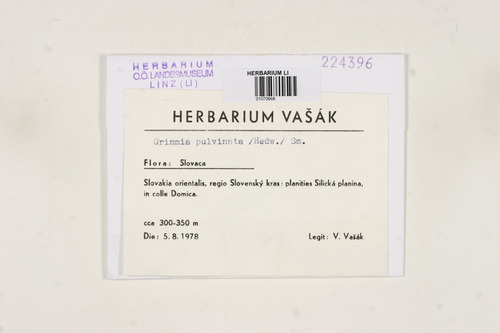 HERBARIUM
O.Ö. LANDESMUSEUM
LINZ (LI)
HERBARIUM LI
01070668
224396
HERBARIUM VAŠÁK
Grimmia pulvinata /Hedw./ Sm.
Flora: Slovaca
Slovakia orientalis, regio Slovenský kras: planities Silická planina,
in colle Domica.
cca 300-350 m
Die: 5. 8. 1978
Legit: V. Vašák